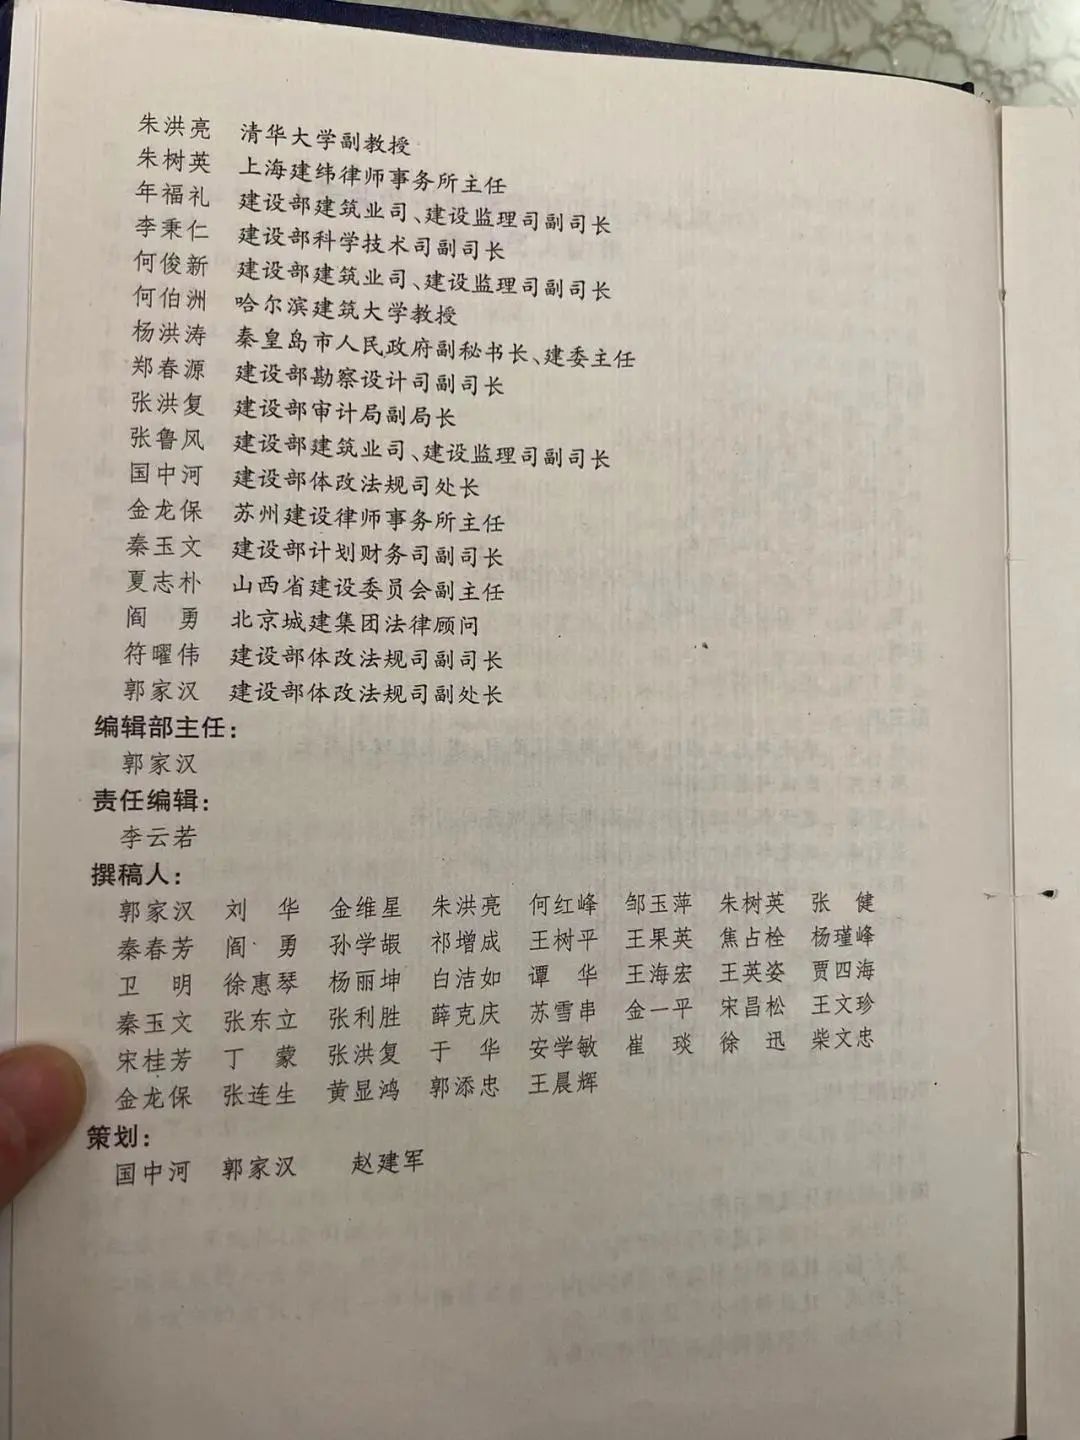 朱洪亮 清华大学副教授
朱树英 上海建纬律师事务所主任
年福礼 建设部建筑业司、建设监理司副司长
李秉仁 建设部科学技术司副司长
何俊新 建设部建筑业司、建设监理司副司长
何伯洲 哈尔滨建筑大学教授
杨洪涛 秦皇岛市人民政府副秘书长、建委主任
郑春源 建设部勘察设计司副司长
张洪复 建设部审计局副局长
张鲁风 建设部建筑业司、建设监理司副司长
国中河 建设部体改法规司处长
金龙保 苏州建设律师事务所主任
秦玉文 建设部计划财务司副司长
夏志朴 山西省建设委员会副主任
阎 勇 北京城建集团法律顾问
符曜伟 建设部体改法规司副司长
郭家汉 建设部体改法规司副处长
编辑部主任：
郭家汉
责任编辑：
李云若
撰稿人：
郭家汉 刘 华 金维星 朱洪亮 何红峰 邹玉萍 朱树英 张 健
秦春芳 阎 勇 孙学嘏 祁增成 王树平 王果英 焦占栓 杨瑾峰
卫 明 徐惠琴 杨丽坤 白洁如 谭 华 王海宏 王英姿 贾四海
秦玉文 张东立 张利胜 薛克庆 苏雪串 金一平 宋昌松 王文珍
宋桂芳 丁 蒙 张洪复 于 华 安学敏 崔 琰 徐 迅 柴文忠
金龙保 张连生 黄显鸿 郭添忠 王晨辉
策划：
国中河 郭家汉 赵建军